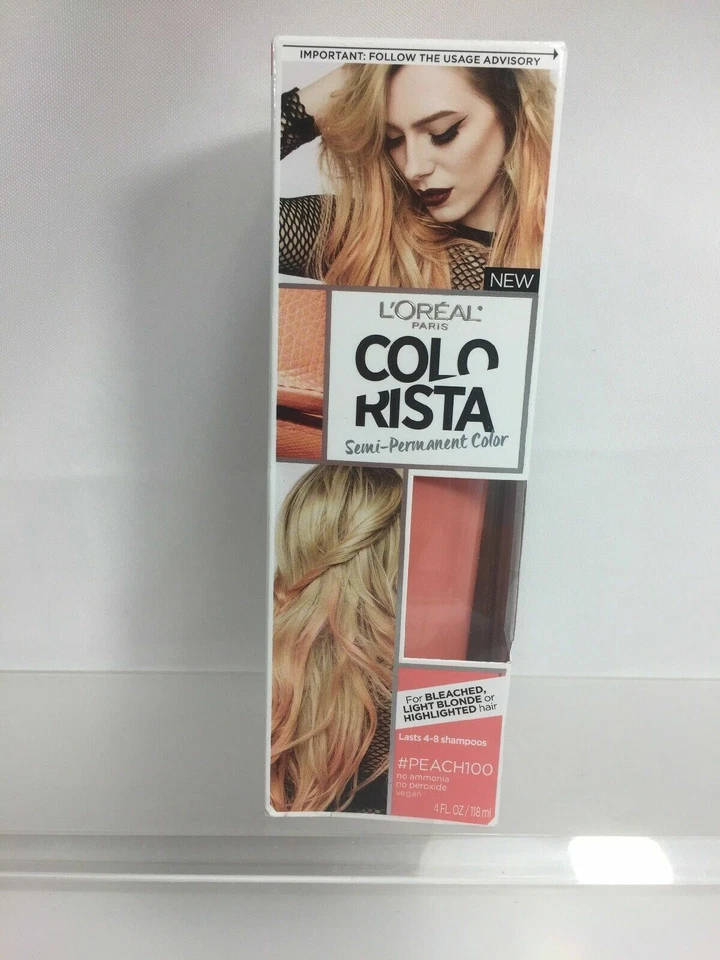 IMPORTANT: FOLLOW THE USAGE ADVISORY
NEW
L'ORÉAL
PARIS
COLO
RISTA
Semi-Permanent Color
For BLEACHED,
LIGHT BLONDE or
HIGHLIGHTED hair
Lasts 4-8 shampoos
#PEACH100
no ammonia
no peroxide
vegan
4 FL. OZ / 118 ml